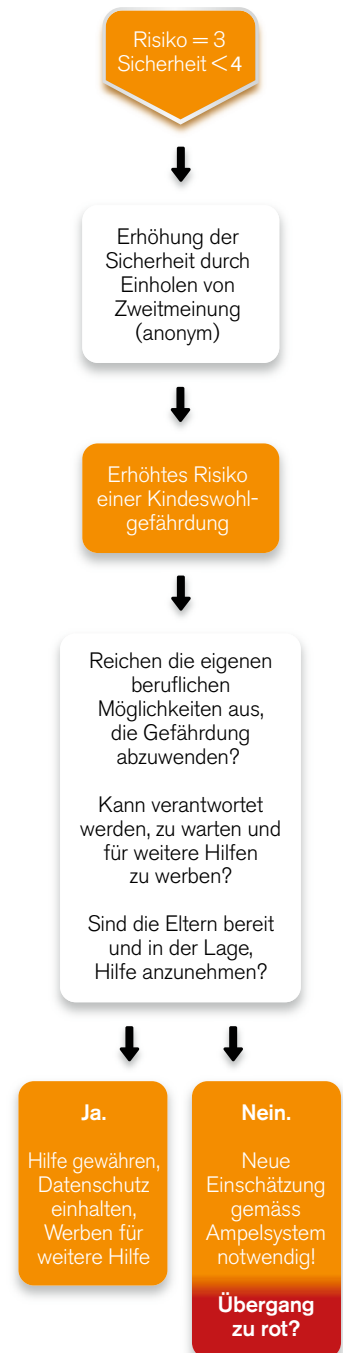 Risiko = 3
Sicherheit < 4
Erhöhung der
Sicherheit durch
Einholen von
Zweitmeinung
(anonym)
Erhöhtes Risiko
einer Kindeswohl-
gefährdung
Reichen die eigenen
beruflichen
Möglichkeiten aus,
die Gefährdung
abzuwenden?
Kann verantwortet
werden, zu warten und
für weitere Hilfen
zu werben?
Sind die Eltern bereit
und in der Lage,
Hilfe anzunehmen?
Ja.
Hilfe gewähren,
Datenschutz
einhalten,
Werben für
weitere Hilfe
Nein.
Neue
Einschätzung
gemäss
Ampelsystem
notwendig!
Übergang
zu rot?